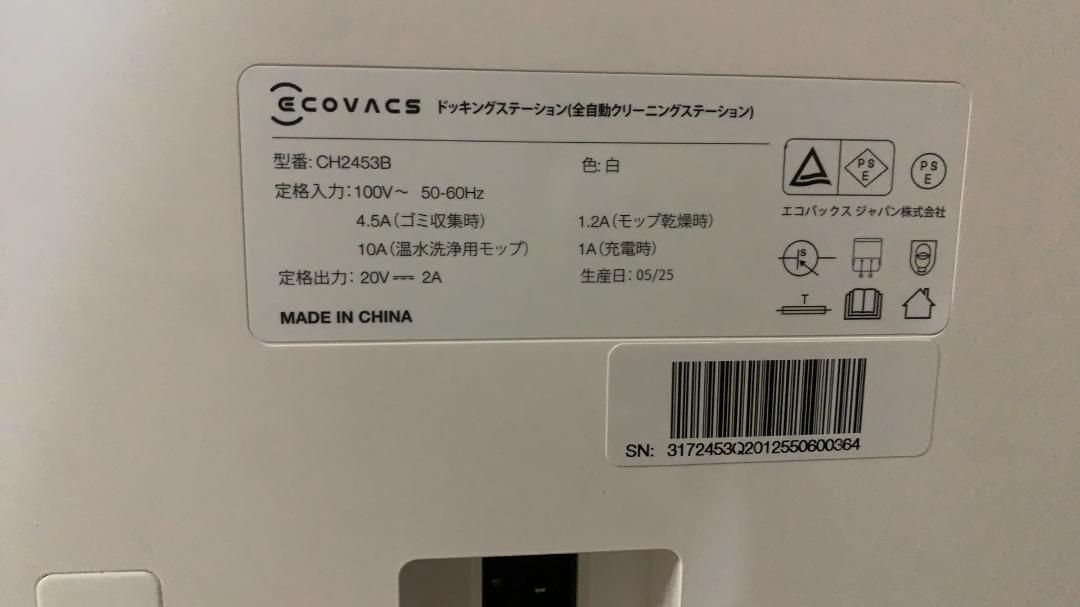 ECOVACS ドッキングステーション(全自動クリーニングステーション)
型番: CH2453B 色: 白
定格入力: 100V〜 50-60Hz
4.5A(ゴミ収集時) 1.2A(モップ乾燥時)
10A(温水洗浄用モップ) 1A(充電時)
定格出力: 20V⎓ 2A 生産日: 05/25
MADE IN CHINA
PS
E
PS
E
エコバックス ジャパン株式会社
S
T
SN: 3172453Q2012550600364